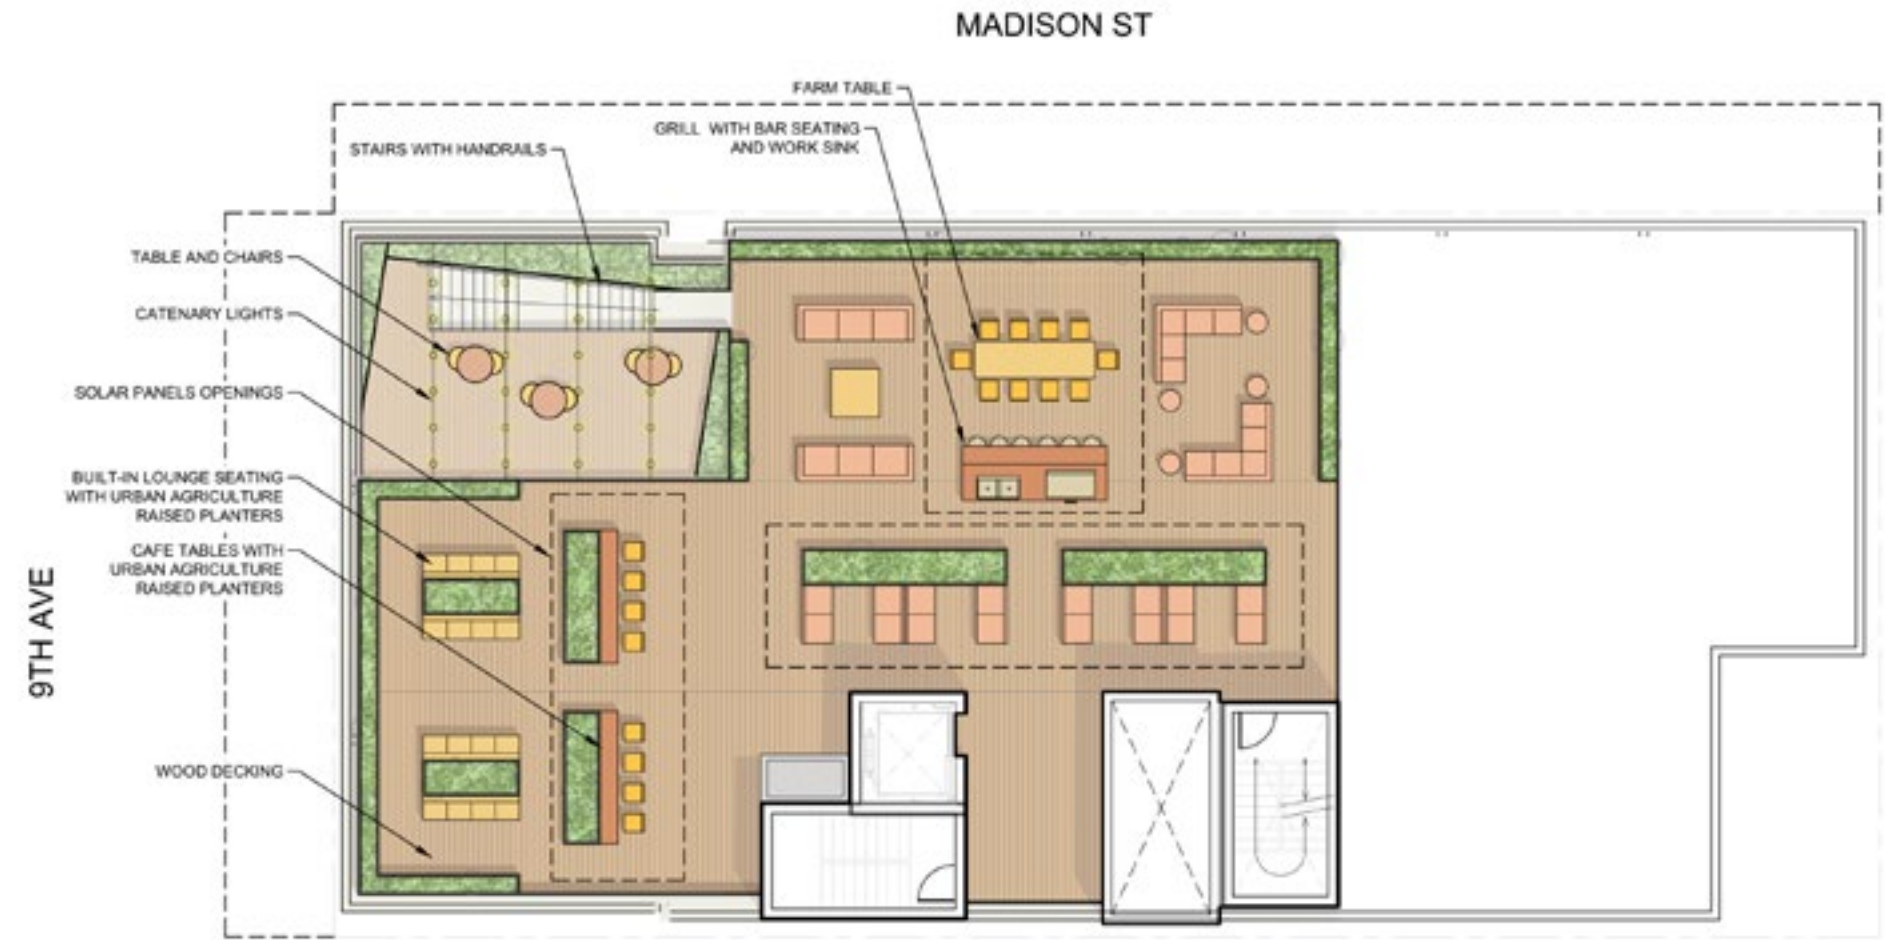 MADISON ST
FARM TABLE
GRILL WITH BAR SEATING
AND WORK SINK
STAIRS WITH HANDRAILS
TABLE AND CHAIRS
CATENARY LIGHTS
SOLAR PANELS OPENINGS
BUILT-IN LOUNGE SEATING
WITH URBAN AGRICULTURE
RAISED PLANTERS
CAFE TABLES WITH
URBAN AGRICULTURE
RAISED PLANTERS
WOOD DECKING
9TH AVE